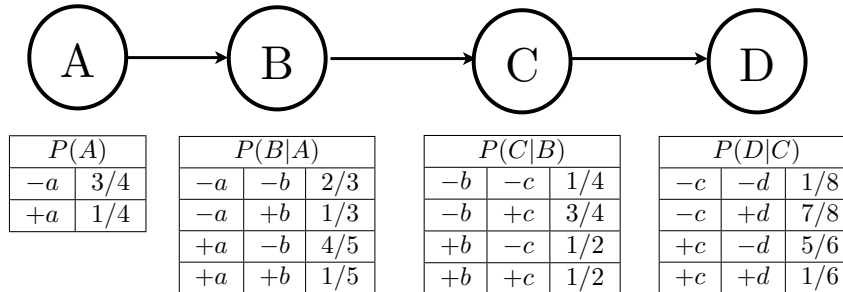 A B C D
P(A) P(B|A) P(C|B) P(D|C)
−a 3/4 −a −b 2/3 −b −c 1/4 −c −d 1/8
+a 1/4 −a +b 1/3 −b +c 3/4 −c +d 7/8
+a −b 4/5 +b −c 1/2 +c −d 5/6
+a +b 1/5 +b +c 1/2 +c +d 1/6